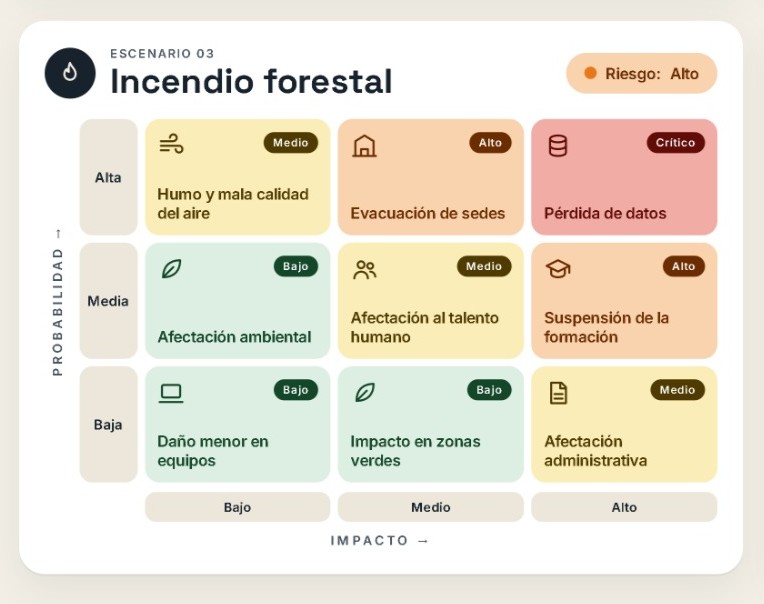 ESCENARIO 03
Incendio forestal
Riesgo: Alto
PROBABILIDAD →
Alta
Medio
Humo y mala calidad
del aire
Alto
Evacuación de sedes
Crítico
Pérdida de datos
Media
Bajo
Afectación ambiental
Medio
Afectación al talento
humano
Alto
Suspensión de la
formación
Baja
Bajo
Daño menor en
equipos
Bajo
Impacto en zonas
verdes
Medio
Afectación
administrativa
Bajo
Medio
Alto
IMPACTO →